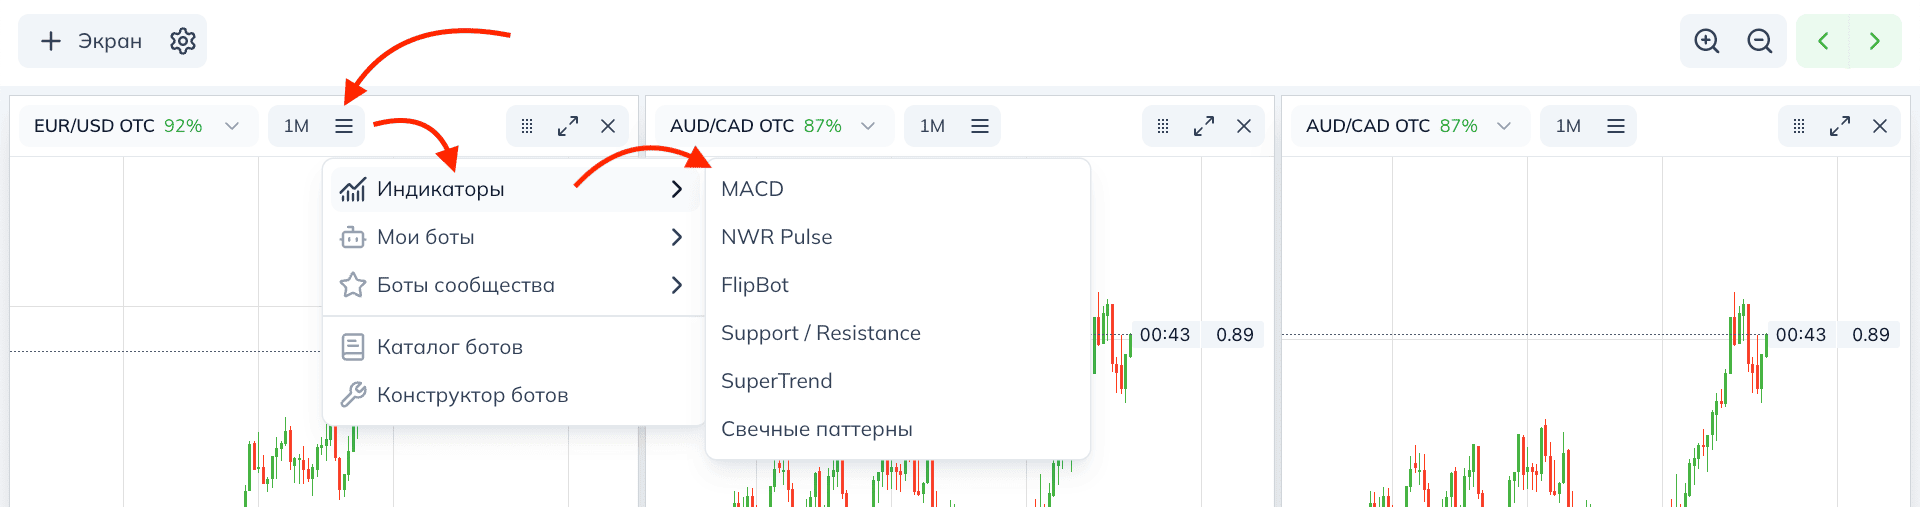 Экран
EUR/USD OTC 92%
1M
AUD/CAD OTC 87%
1M
AUD/CAD OTC 87%
1M
Индикаторы
Мои боты
Боты сообщества
Каталог ботов
Конструктор ботов
MACD
NWR Pulse
FlipBot
Support / Resistance
SuperTrend
Свечные паттерны
00:43 0.89
00:43 0.89